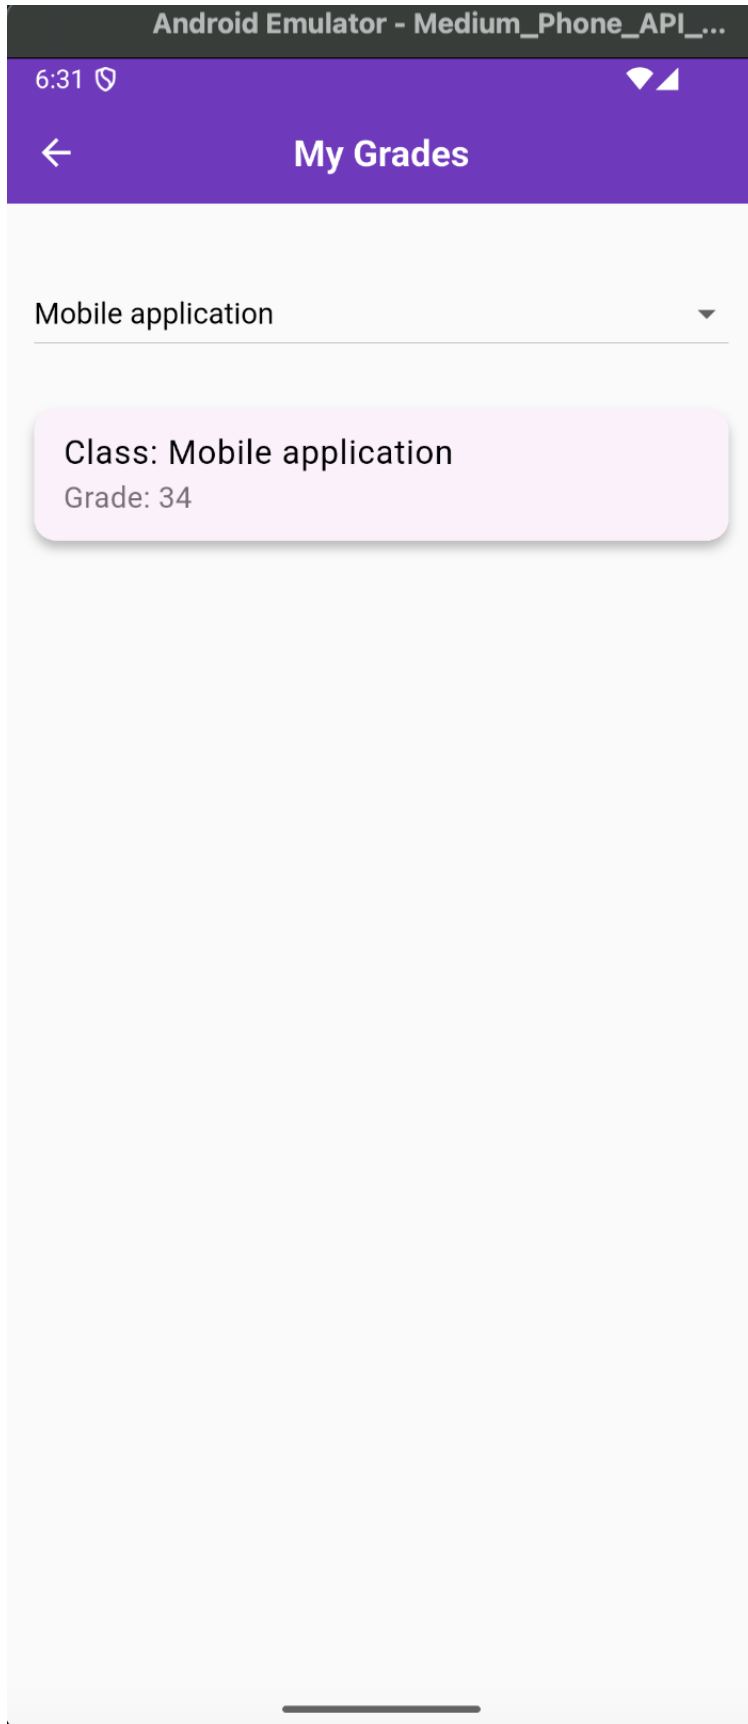 Android Emulator - Medium_Phone_API_...
6:31
My Grades
Mobile application
Class: Mobile application
Grade: 34